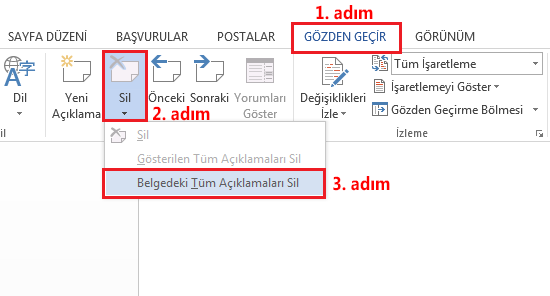 1. adım
SAYFA DÜZENİ BAŞVURULAR POSTALAR GÖZDEN GEÇİR GÖRÜNÜM
Dil
Yeni Açıklama
Sil
Önceki
Sonraki
Yorumları Göster
Değişiklikleri İzle
Tüm İşaretleme
İşaretlemeyi Göster
Gözden Geçirme Bölmesi
il
2. adım
İzleme
Sil
Gösterilen Tüm Açıklamaları Sil
Belgedeki Tüm Açıklamaları Sil
3. adım